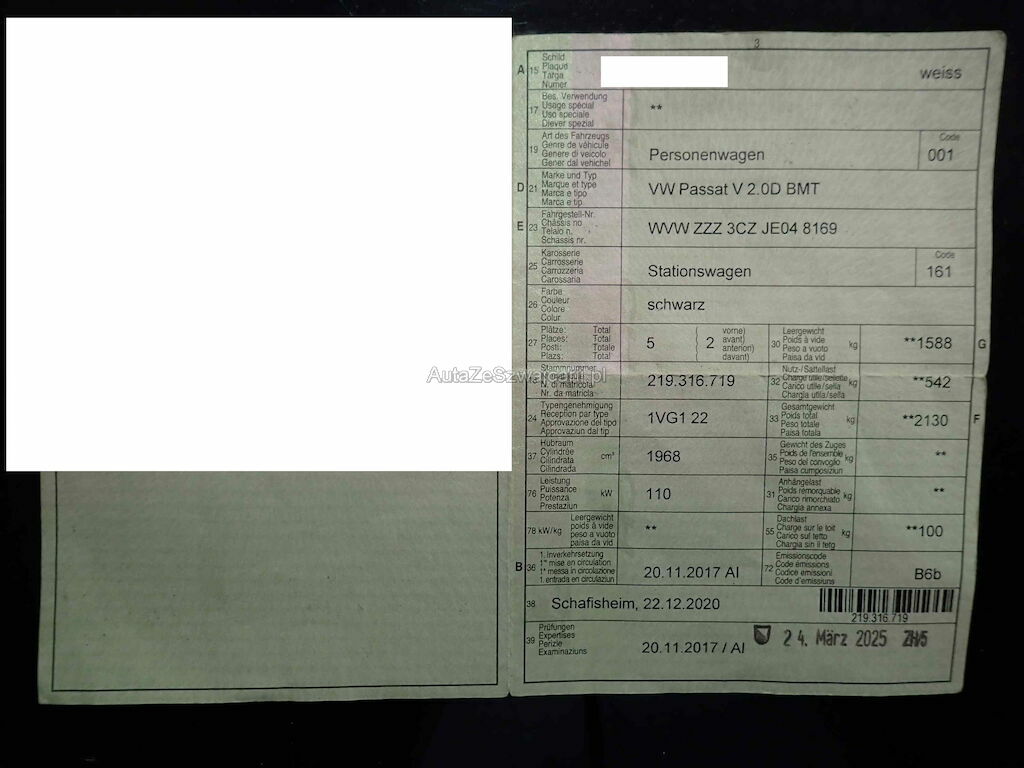 3
A 15 Schild
Plaque
Targa
Numer
weiss
17 Bes. Verwendung
Usage spécial
Uso speciale
Diever spezial
**
19 Art des Fahrzeugs
Genre de véhicule
Genere di veicolo
Gener dal vehichel
Personenwagen
Code
001
D 21 Marke und Typ
Marque et type
Marca e tipo
Marca e tip
VW Passat V 2.0D BMT
E 23 Fahrgestell-Nr.
Châssis no
Telaio n.
Schassis nr.
WVW ZZZ 3CZ JE04 8169
25 Karosserie
Carrosserie
Carrozzeria
Carossaria
Stationswagen
Code
161
26 Farbe
Couleur
Colore
Colur
schwarz
27 Plätze: Total
Places: Total
Posti: Totale
Plazs: Total
5 ( 2 vorne)
( avant)
( anteriori)
( davant)
30 Leergewicht
Poids à vide
Peso a vuoto
Paisa da vid
kg
**1588
G
Stammnummer
N. di matricola
Nr. da matricla
219.316.719
32 Nutz-/Sattellast
Charge utile/sellette
Carico utile/sella
Chargia utila/sella
kg
**542
AutaZeSzwajcarii.pl
24 Typengenehmigung
Réception par type
Approvazione del tipo
Approvaziun dal tip
1VG1 22
33 Gesamtgewicht
Poids total
Peso totale
Paisa totala
kg
**2130
F
37 Hubraum
Cylindrée
Cilindrata
Cilindrada
cm³
1968
35 Gewicht des Zuges
Poids de l'ensemble
Peso del convoglio
Paisa cumposiziun
kg
**
76 Leistung
Puissance
Potenza
Prestaziun
kW
110
31 Anhängelast
Poids remorquable
Carico rimorchiato
Chargia annexa
kg
**
78 kW/kg Leergewicht
poids à vide
peso a vuoto
paisa da vid
**
55 Dachlast
Charge sur le toit
Carico sul tetto
Chargia sin il tetg
kg
**100
B 36 1. Inverkehrsetzung
1re mise en circulation
1a messa in circolazione
1. entrada en circulaziun
20.11.2017 AI
72 Emissionscode
Code émissions
Codice emissioni
Code d'emissiuns
B6b
38 Schafisheim, 22.12.2020
219.316.719
39 Prüfungen
Expertises
Perizie
Examinaziuns
20.11.2017 / AI
24. März 2025 ZH/5